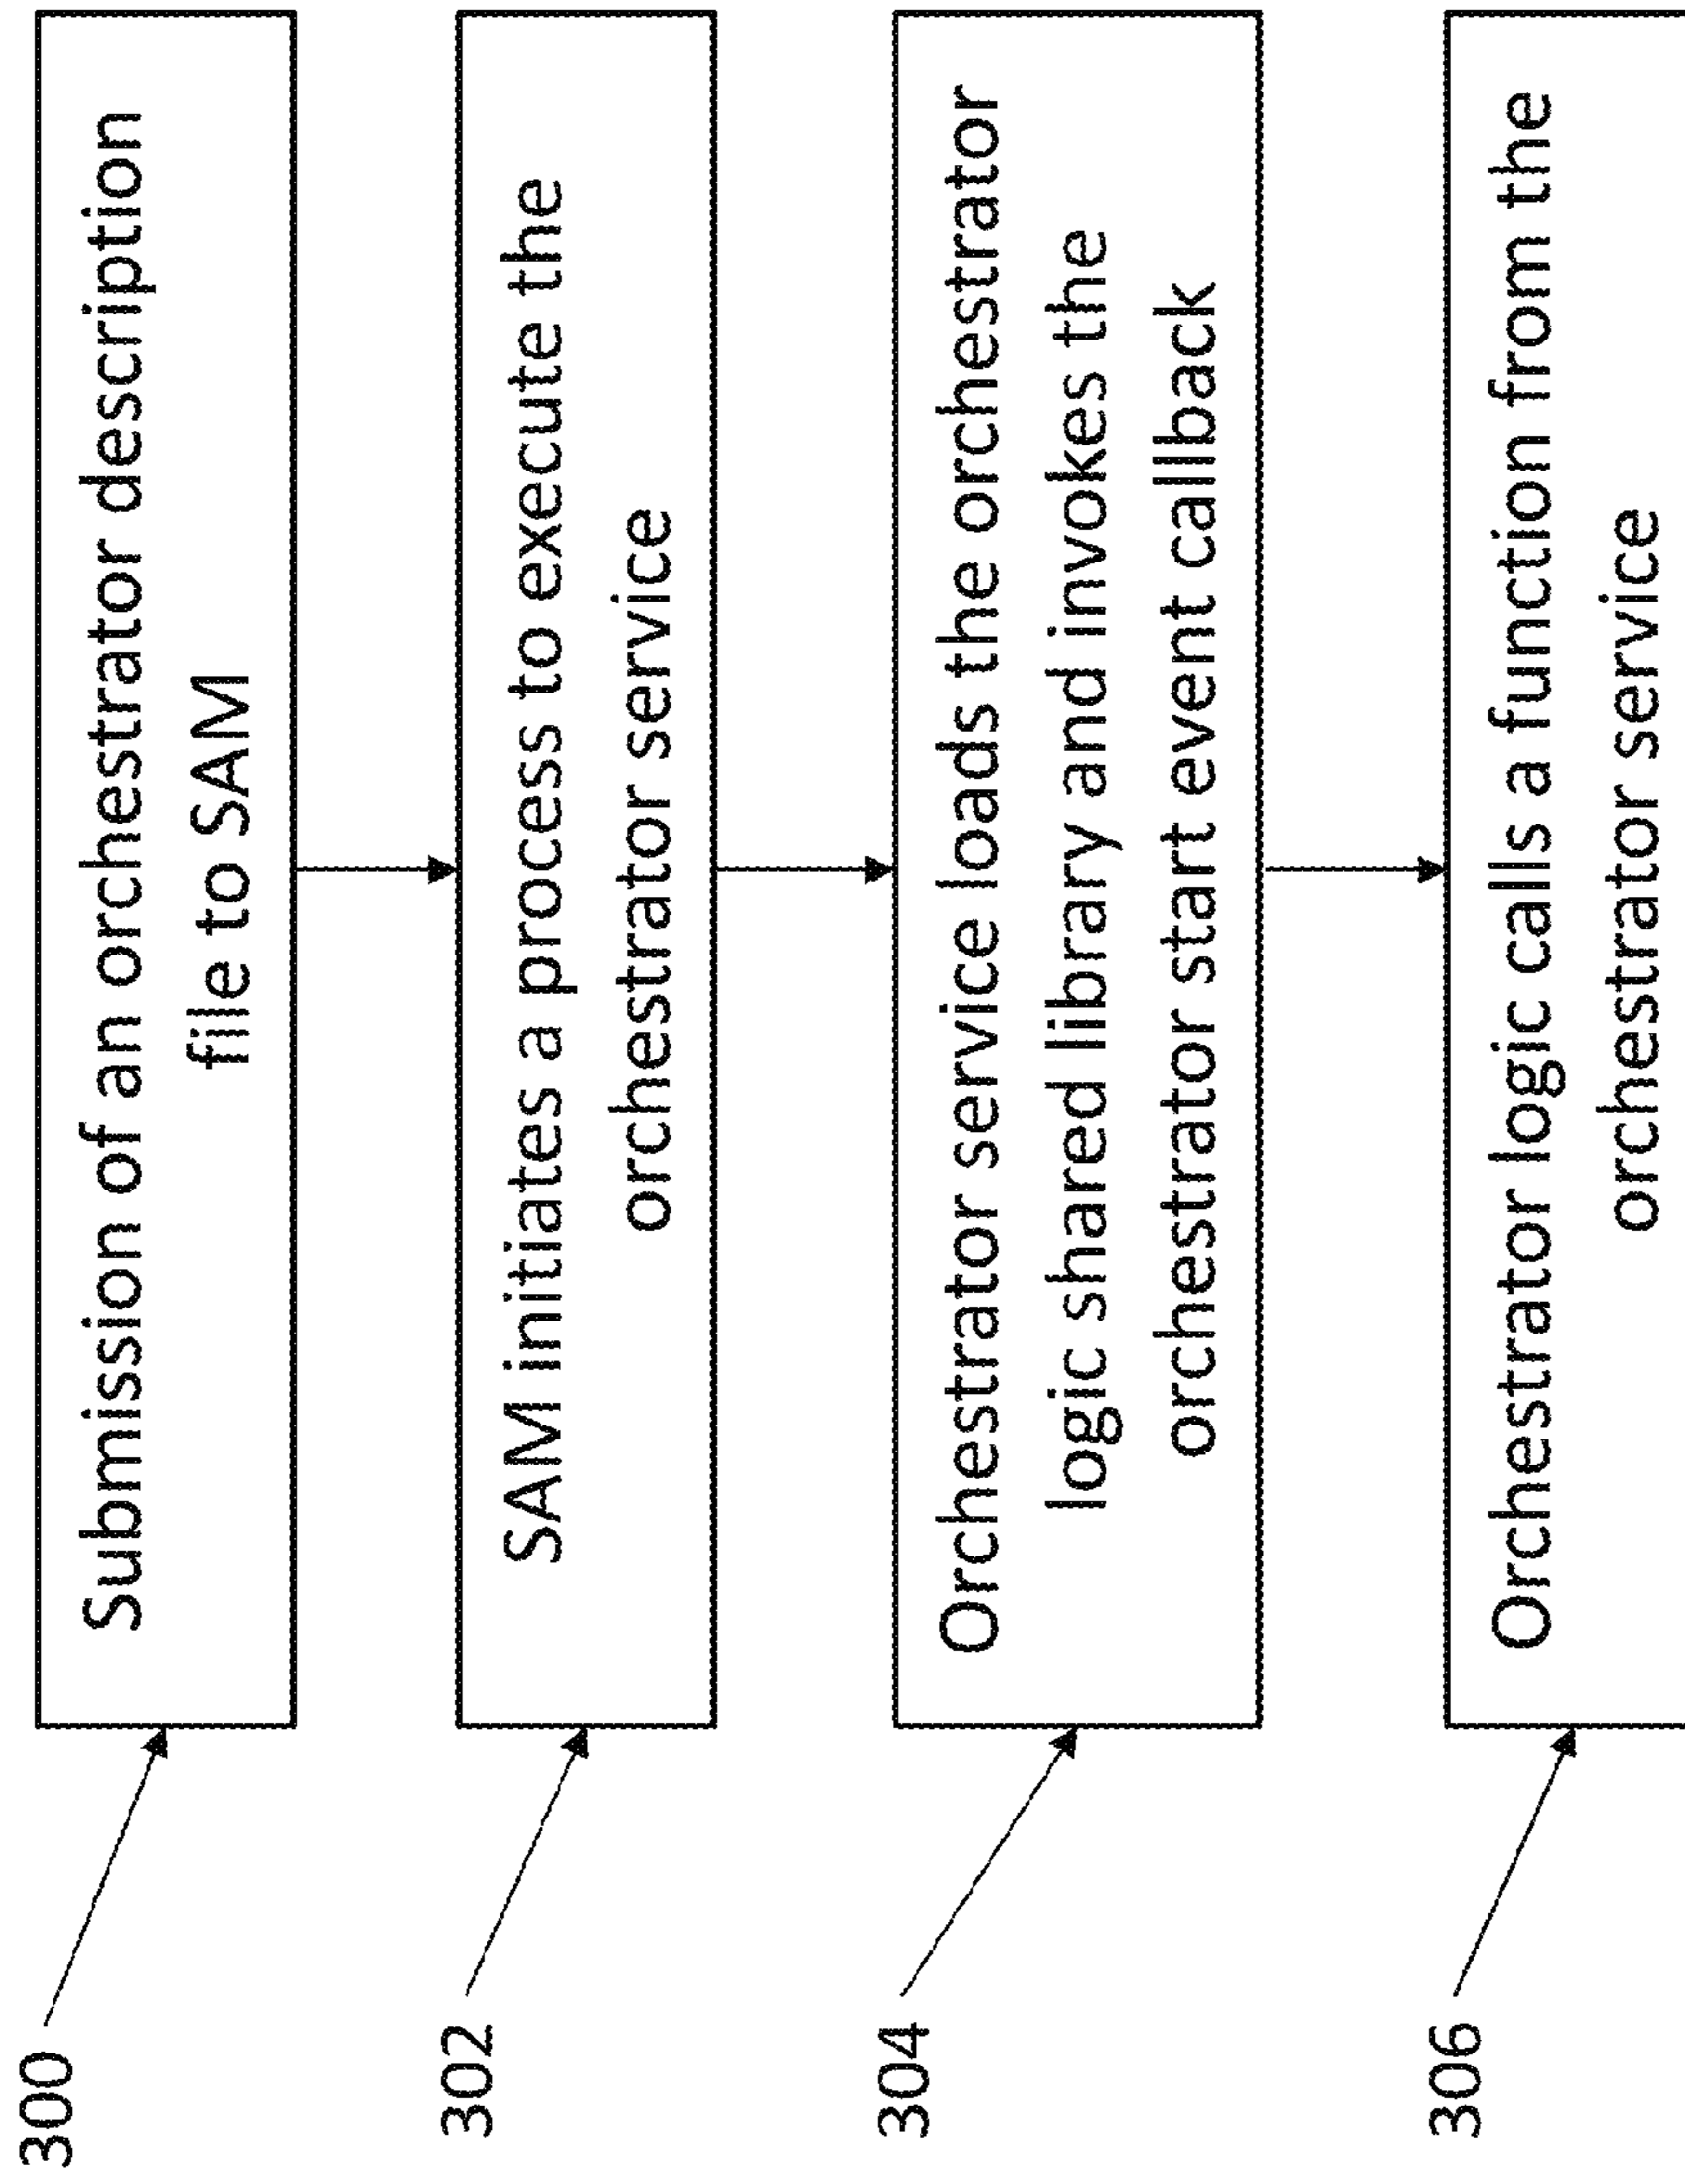 300
Submission of an orchestrator description
file to SAM
302
SAM initiates a process to execute the
orchestrator service
304
Orchestrator service loads the orchestrator
logic shared library and invokes the
orchestrator start event callback
306
Orchestrator logic calls a function from the
orchestrator service